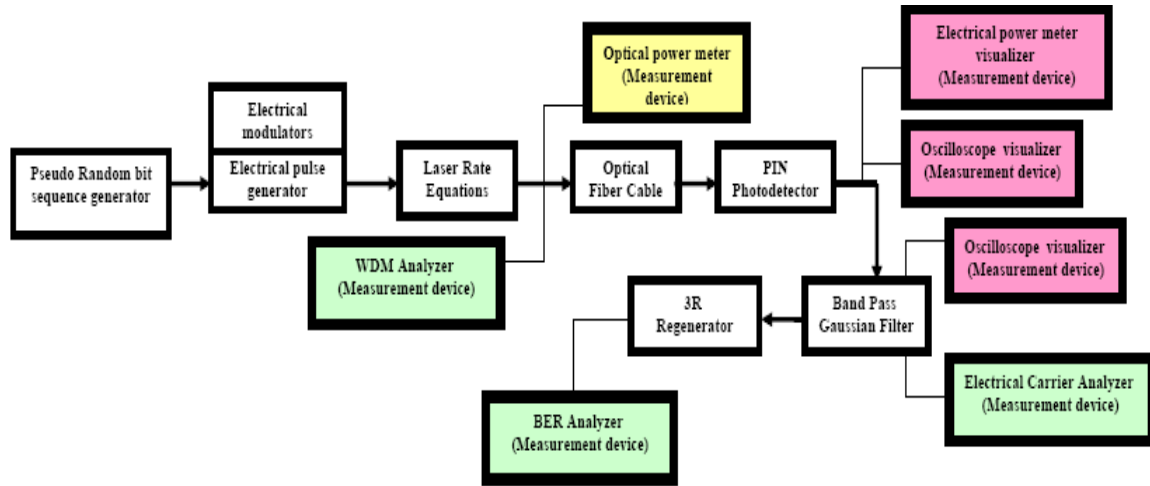 Pseudo Random bit
sequence generator
Electrical
modulators
Electrical pulse
generator
Laser Rate
Equations
WDM Analyzer
(Measurement device)
Optical power meter
(Measurement
device)
Optical
Fiber Cable
PIN
Photodetector
Electrical power meter
visualizer
(Measurement device)
Oscilloscope visualizer
(Measurement device)
Oscilloscope visualizer
(Measurement device)
Band Pass
Gaussian Filter
Electrical Carrier Analyzer
(Measurement device)
3R
Regenerator
BER Analyzer
(Measurement device)